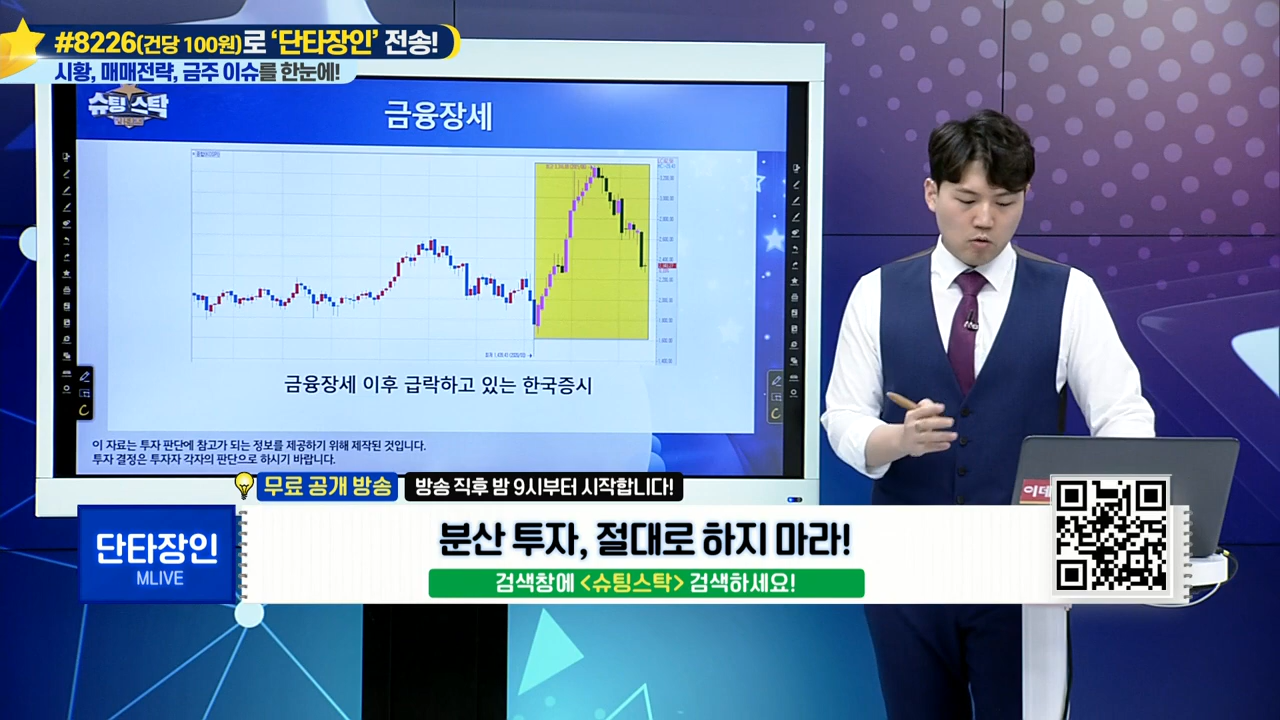 #8226(건당 100원)로 ‘단타장인’ 전송!
시황, 매매전략, 금주 이슈를 한눈에!
슈팅스탁
금융장세
금융장세 이후 급락하고 있는 한국증시
이 자료는 투자 판단에 참고가 되는 정보를 제공하기 위해 제작된 것입니다.
투자 결정은 투자자 각자의 판단으로 하시기 바랍니다.
무료 공개 방송
방송 직후 밤 9시부터 시작합니다!
단타장인
MLIVE
분산 투자, 절대로 하지 마라!
검색창에 <슈팅스탁> 검색하세요!
이데